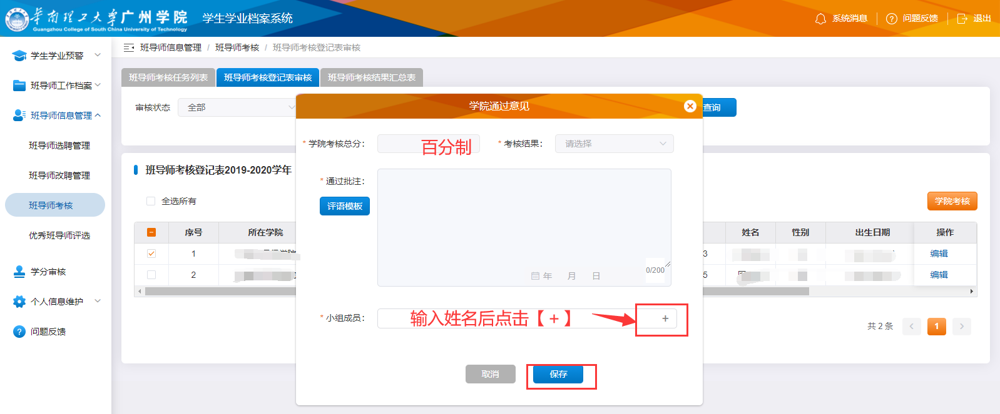 华南理工大学广州学院
Guangzhou College of South China University of Technology
学生学业档案系统
系统消息
问题反馈
退出
学生学业预警
班导师工作档案
班导师信息管理
班导师选聘管理
班导师改聘管理
班导师考核
优秀班导师评选
学分审核
个人信息维护
问题反馈
班导师信息管理 / 班导师考核 / 班导师考核登记表审核
班导师考核任务列表
班导师考核登记表审核
班导师考核结果汇总表
审核状态
全部
查询
班导师考核登记表2019-2020学年
全选所有
学院考核
序号 所在学院 姓名 性别 出生日期 操作
1 3 编辑
2 5 编辑
共 2 条
1
学院通过意见
* 学院考核总分：
百分制
* 考核结果：
请选择
* 通过批注：
评语模板
年 月 日
0/200
* 小组成员：
输入姓名后点击【 + 】
+
取消
保存